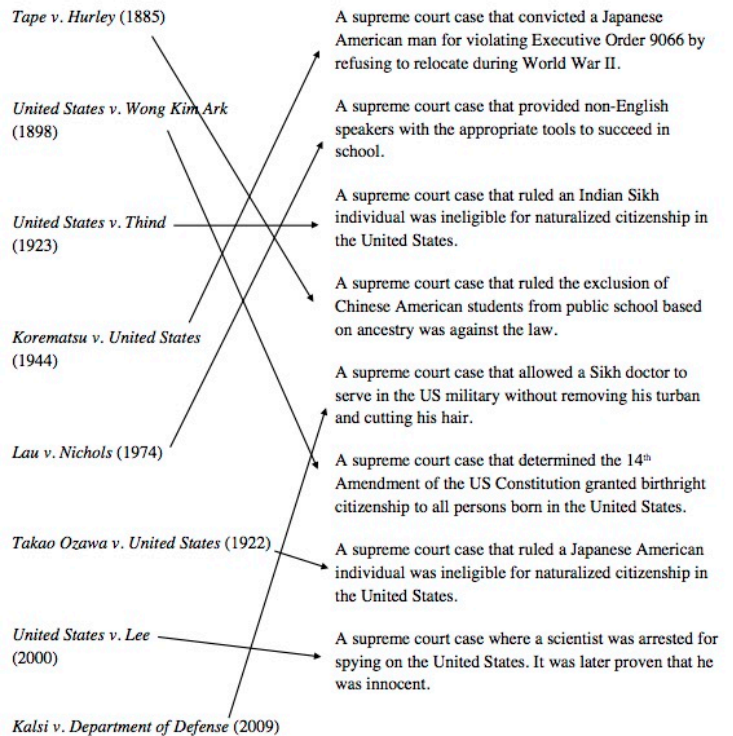 Tape v. Hurley (1885)
United States v. Wong Kim Ark
(1898)
United States v. Thind
(1923)
Korematsu v. United States
(1944)
Lau v. Nichols (1974)
Takao Ozawa v. United States (1922)
United States v. Lee
(2000)
Kalsi v. Department of Defense (2009)
A supreme court case that convicted a Japanese
American man for violating Executive Order 9066 by
refusing to relocate during World War II.
A supreme court case that provided non-English
speakers with the appropriate tools to succeed in
school.
A supreme court case that ruled an Indian Sikh
individual was ineligible for naturalized citizenship in
the United States.
A supreme court case that ruled the exclusion of
Chinese American students from public school based
on ancestry was against the law.
A supreme court case that allowed a Sikh doctor to
serve in the US military without removing his turban
and cutting his hair.
A supreme court case that determined the 14th
Amendment of the US Constitution granted birthright
citizenship to all persons born in the United States.
A supreme court case that ruled a Japanese American
individual was ineligible for naturalized citizenship in
the United States.
A supreme court case where a scientist was arrested for
spying on the United States. It was later proven that he
was innocent.